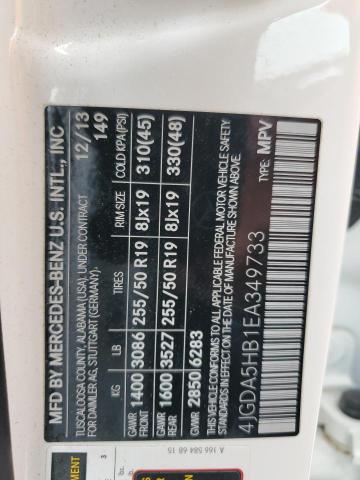 MFD BY MERCEDES-BENZ U.S. INTL., INC
TUSCALOOSA COUNTY, ALABAMA (USA), UNDER CONTRACT 12/13
FOR DAIMLER AG, STUTTGART (GERMANY). 149
KG LB TIRES RIM SIZE COLD KPA(PSI)
GAWR FRONT 1400 3086 255/50 R19 8Jx19 310(45)
GAWR REAR 1600 3527 255/50 R19 8Jx19 330(48)
GVWR 2850 6283
THIS VEHICLE CONFORMS TO ALL APPLICABLE FEDERAL MOTOR VEHICLE SAFETY
STANDARDS IN EFFECT ON THE DATE OF MANUFACTURE SHOWN ABOVE.
4JGDA5HB1EA349733 TYPE: MPV
A 166 584 68 15